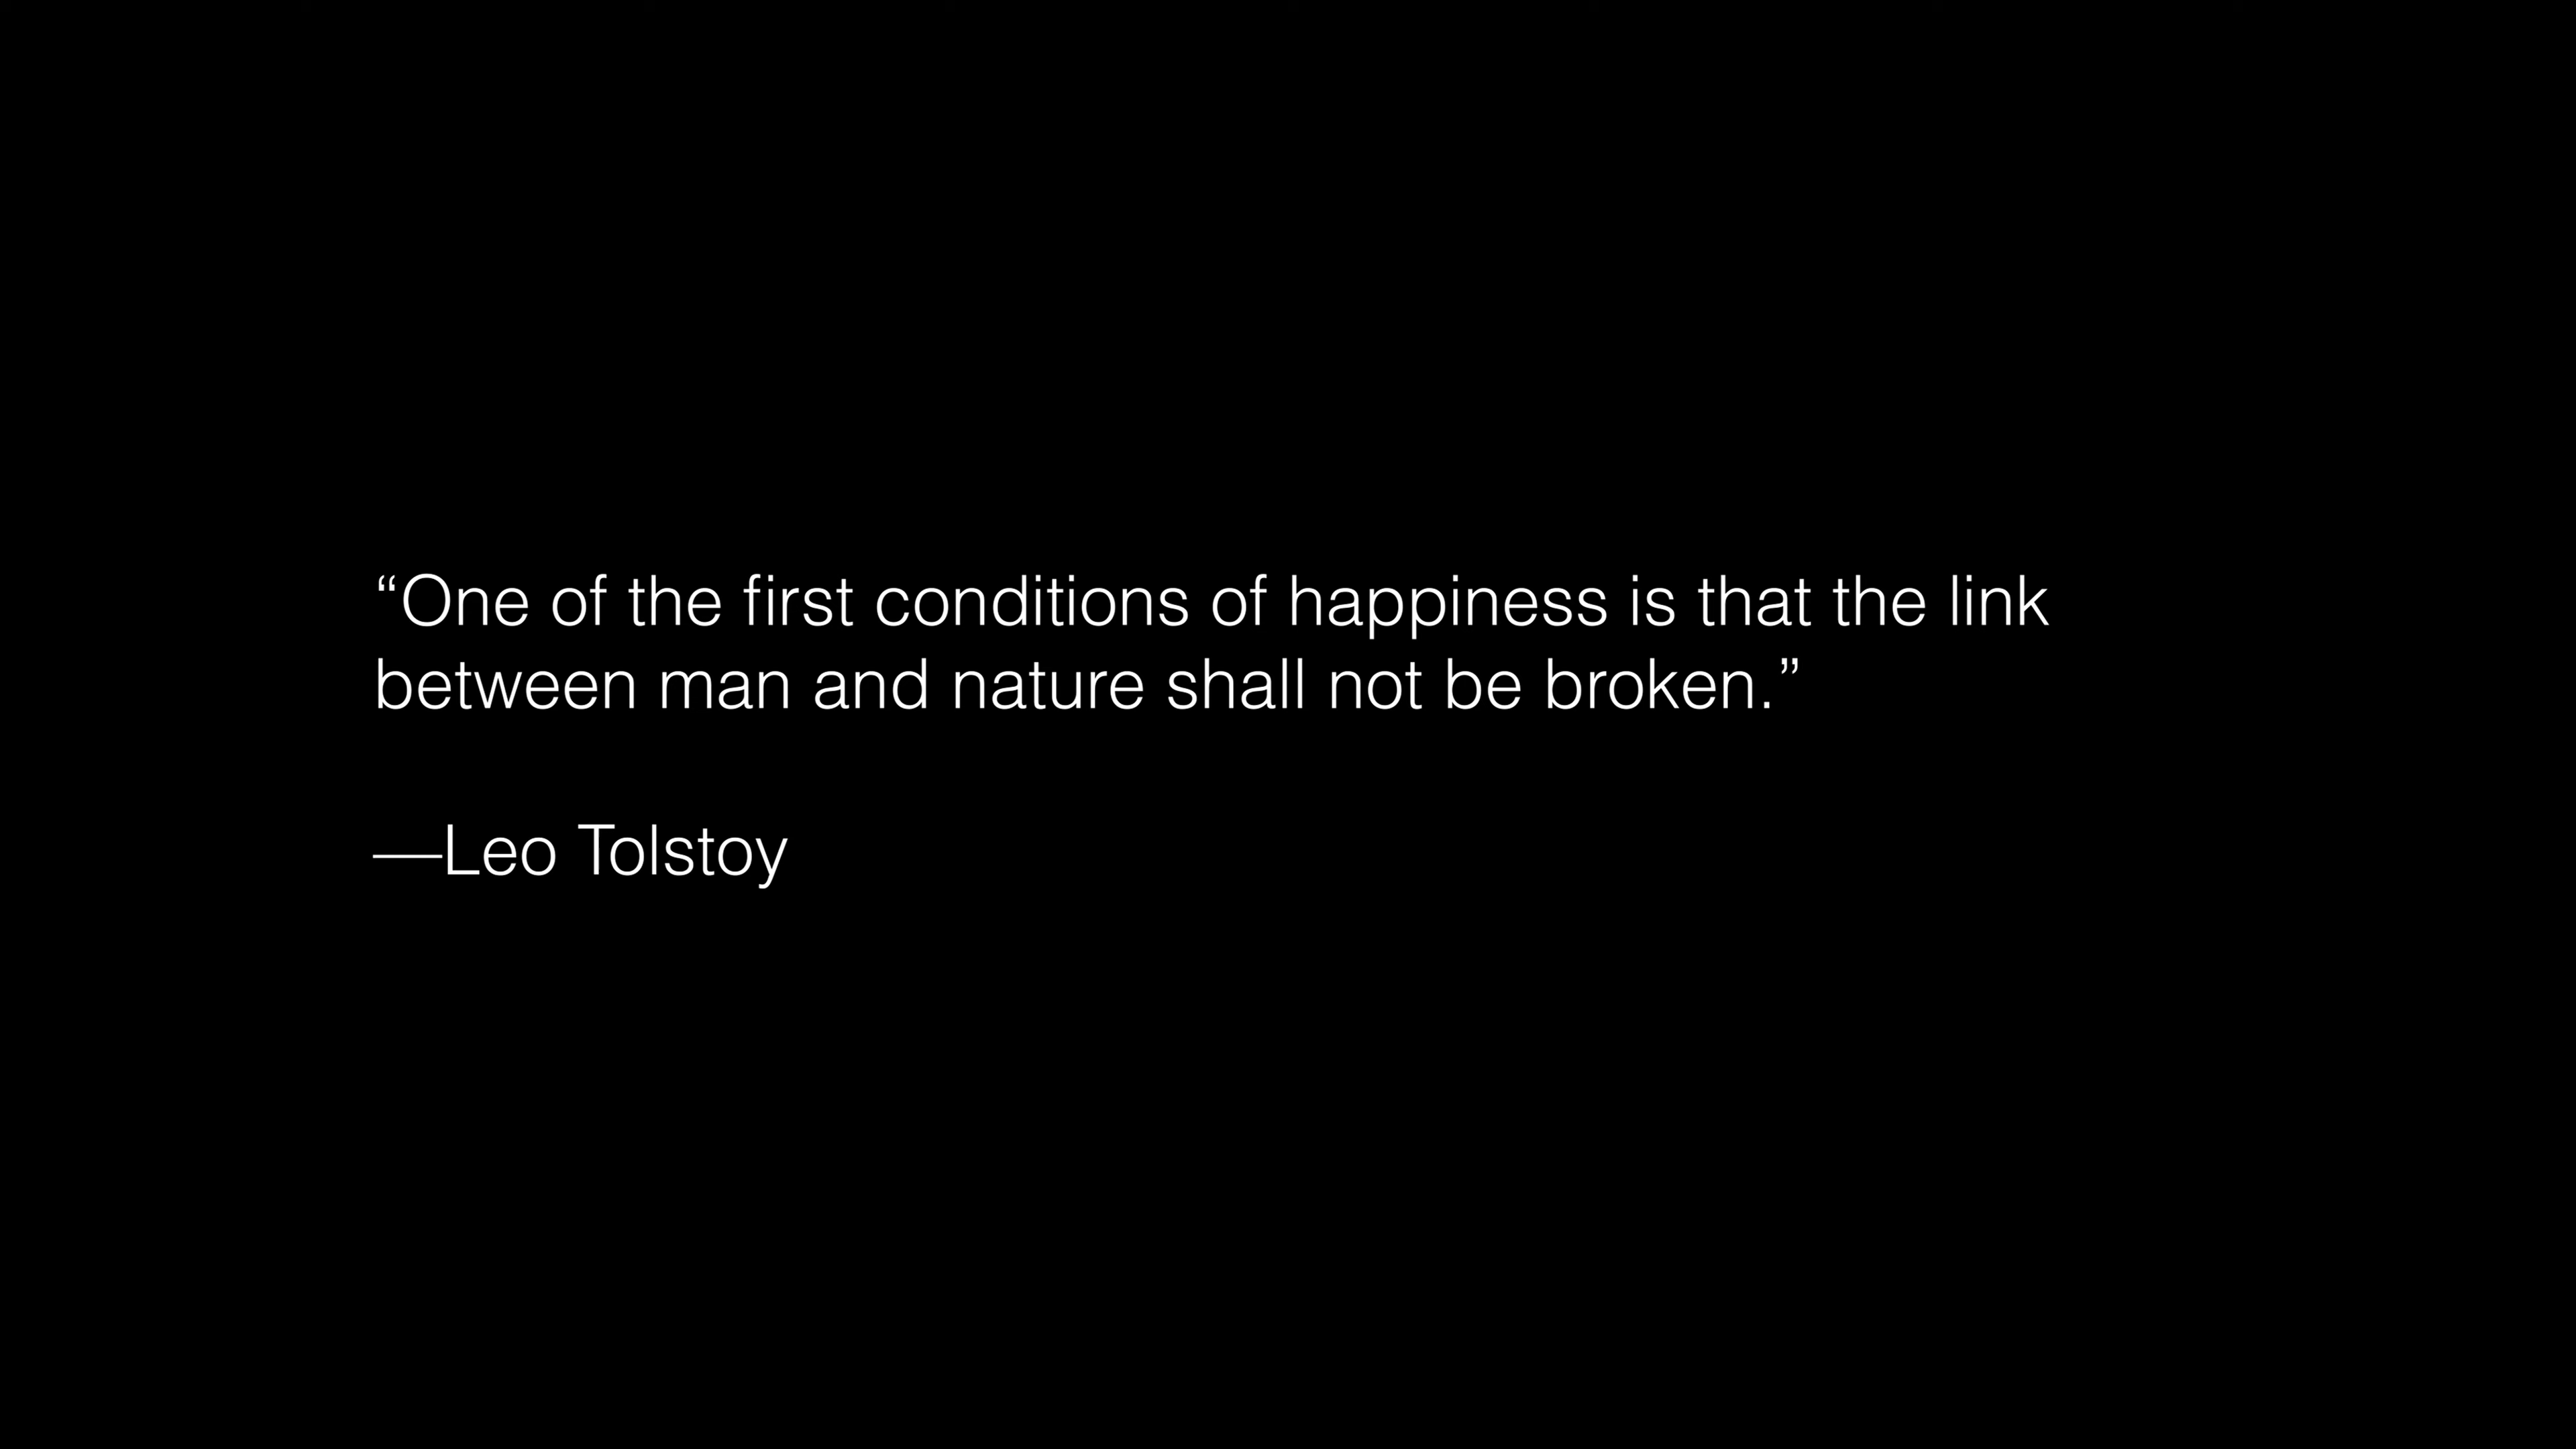 “One of the first conditions of happiness is that the link
between man and nature shall not be broken.”
—Leo Tolstoy